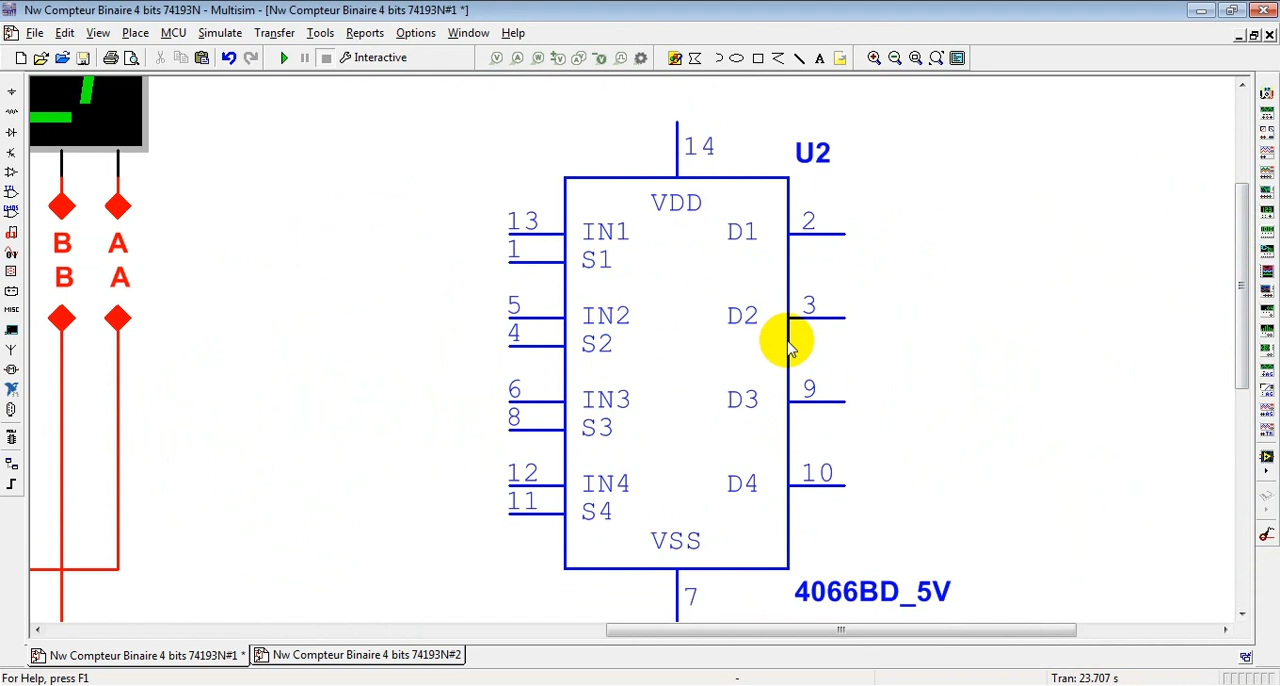 Nw Compteur Binaire 4 bits 74193N - Multisim - [Nw Compteur Binaire 4 bits 74193N#1 *]
File Edit View Place MCU Simulate Transfer Tools Reports Options Window Help
Interactive
14
U2
VDD
13 IN1 D1 2
1 S1
B A
B A
5 IN2 D2 3
4 S2
6 IN3 D3 9
8 S3
12 IN4 D4 10
11 S4
VSS
7
4066BD_5V
Nw Compteur Binaire 4 bits 74193N#1 * Nw Compteur Binaire 4 bits 74193N#2
For Help, press F1 - Tran: 23.707 s